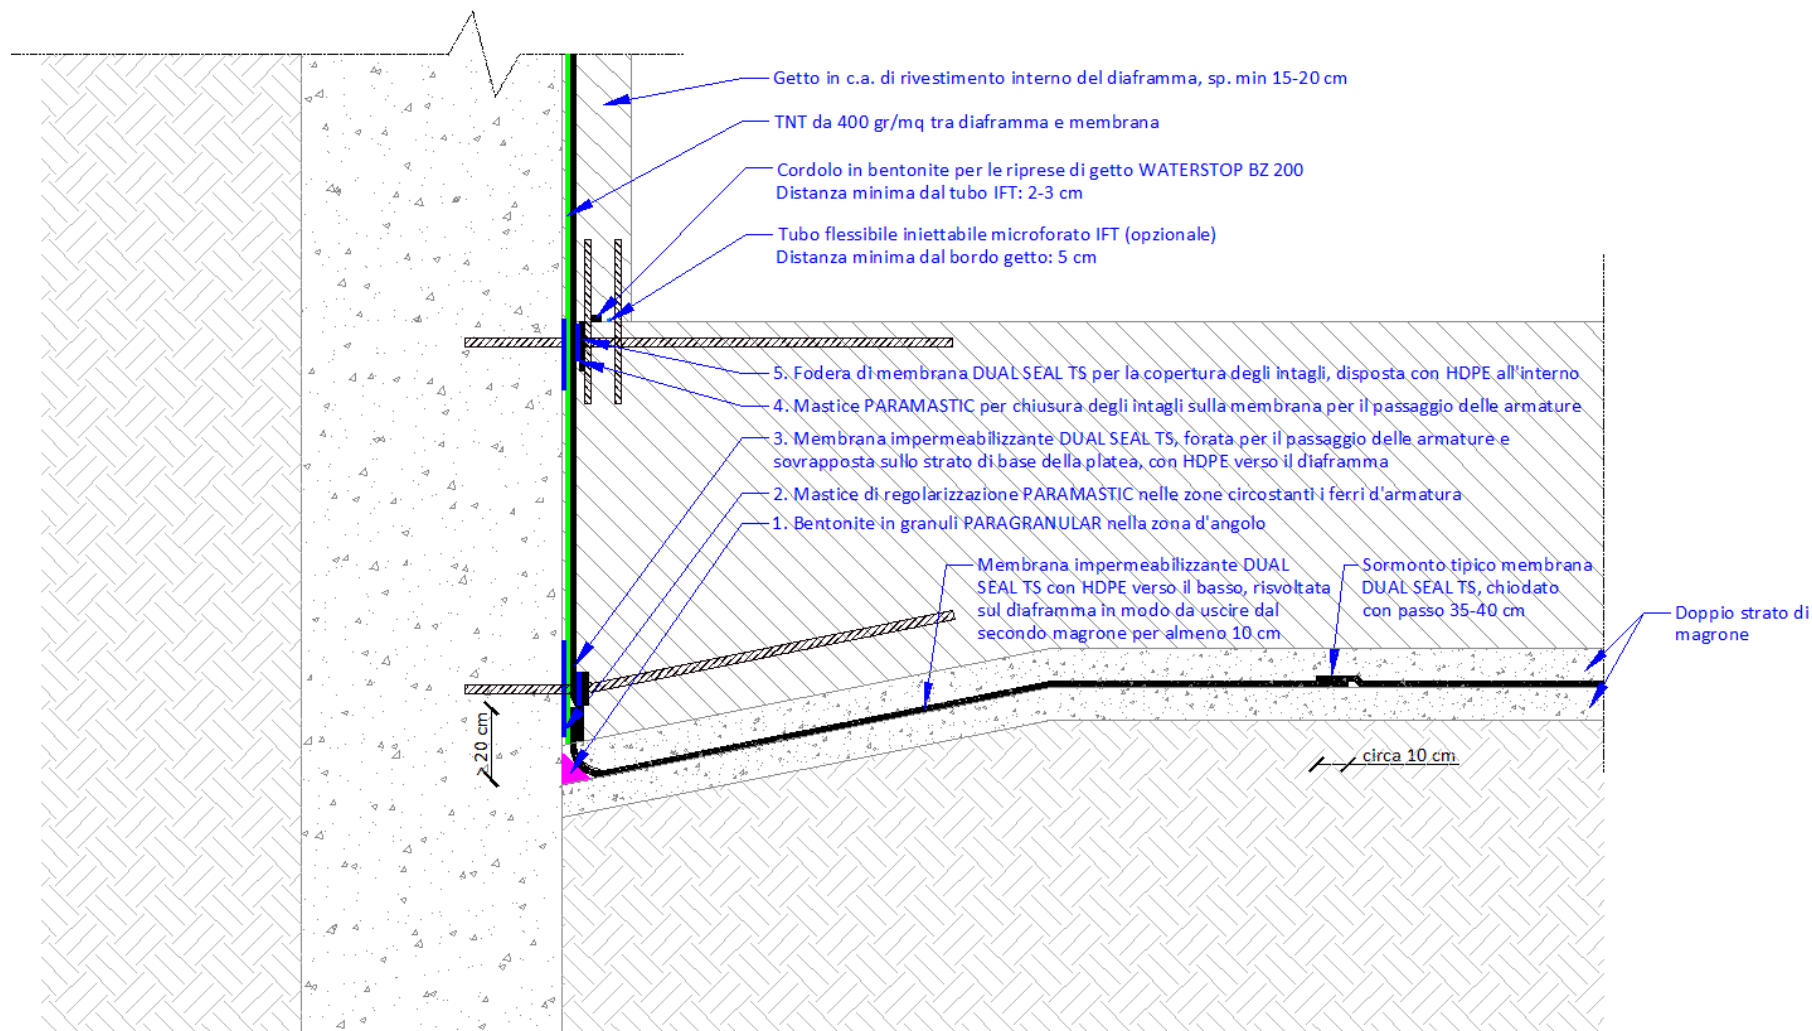 Getto in c.a. di rivestimento interno del diaframma, sp. min 15-20 cm
TNT da 400 gr/mq tra diaframma e membrana
Cordolo in bentonite per le riprese di getto WATERSTOP BZ 200
Distanza minima dal tubo IFT: 2-3 cm
Tubo flessibile iniettabile microforato IFT (opzionale)
Distanza minima dal bordo getto: 5 cm
5. Fodera di membrana DUAL SEAL TS per la copertura degli intagli, disposta con HDPE all'interno
4. Mastice PARAMASTIC per chiusura degli intagli sulla membrana per il passaggio delle armature
3. Membrana impermeabilizzante DUAL SEAL TS, forata per il passaggio delle armature e
sovrapposta sullo strato di base della platea, con HDPE verso il diaframma
2. Mastice di regolarizzazione PARAMASTIC nelle zone circostanti i ferri d'armatura
1. Bentonite in granuli PARAGRANULAR nella zona d'angolo
Membrana impermeabilizzante DUAL
SEAL TS con HDPE verso il basso, risvoltata
sul diaframma in modo da uscire dal
secondo magrone per almeno 10 cm
Sormonto tipico membrana
DUAL SEAL TS, chiodato
con passo 35-40 cm
Doppio strato di
magrone
≥20 cm
circa 10 cm